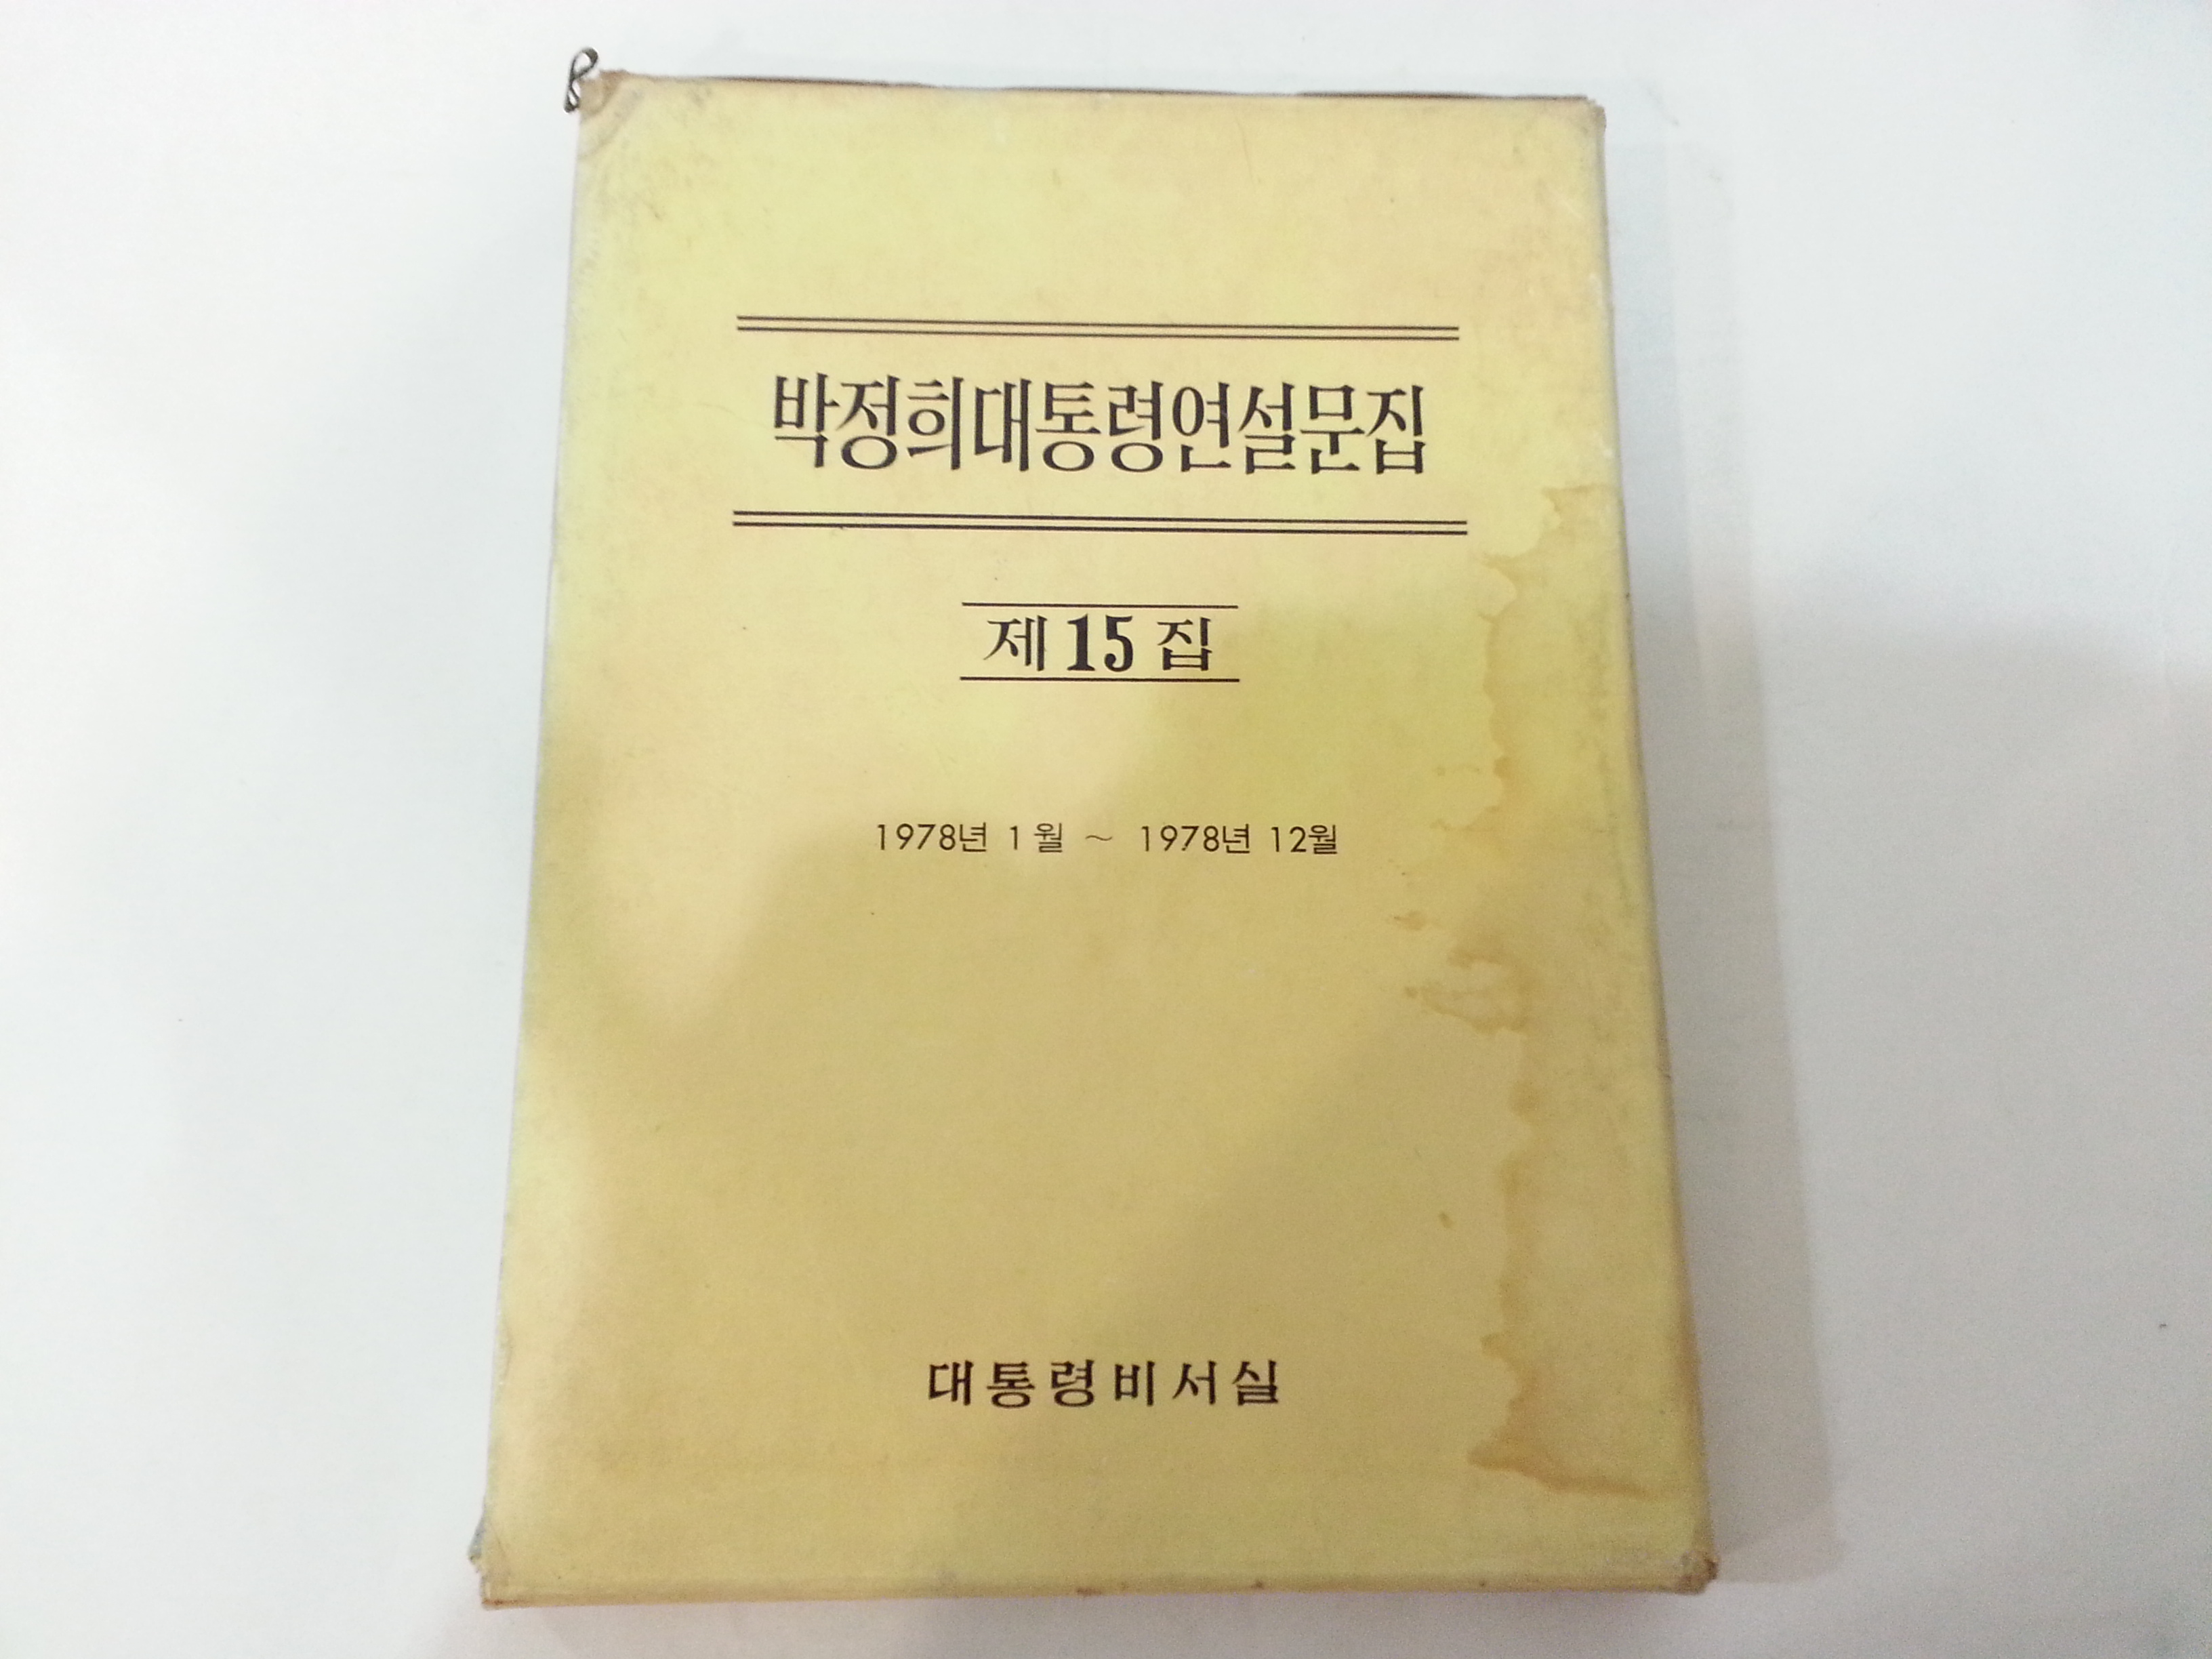 박정희대통령연설문집
제 15 집
1978년 1월 ~ 1978년 12월
대통령비서실